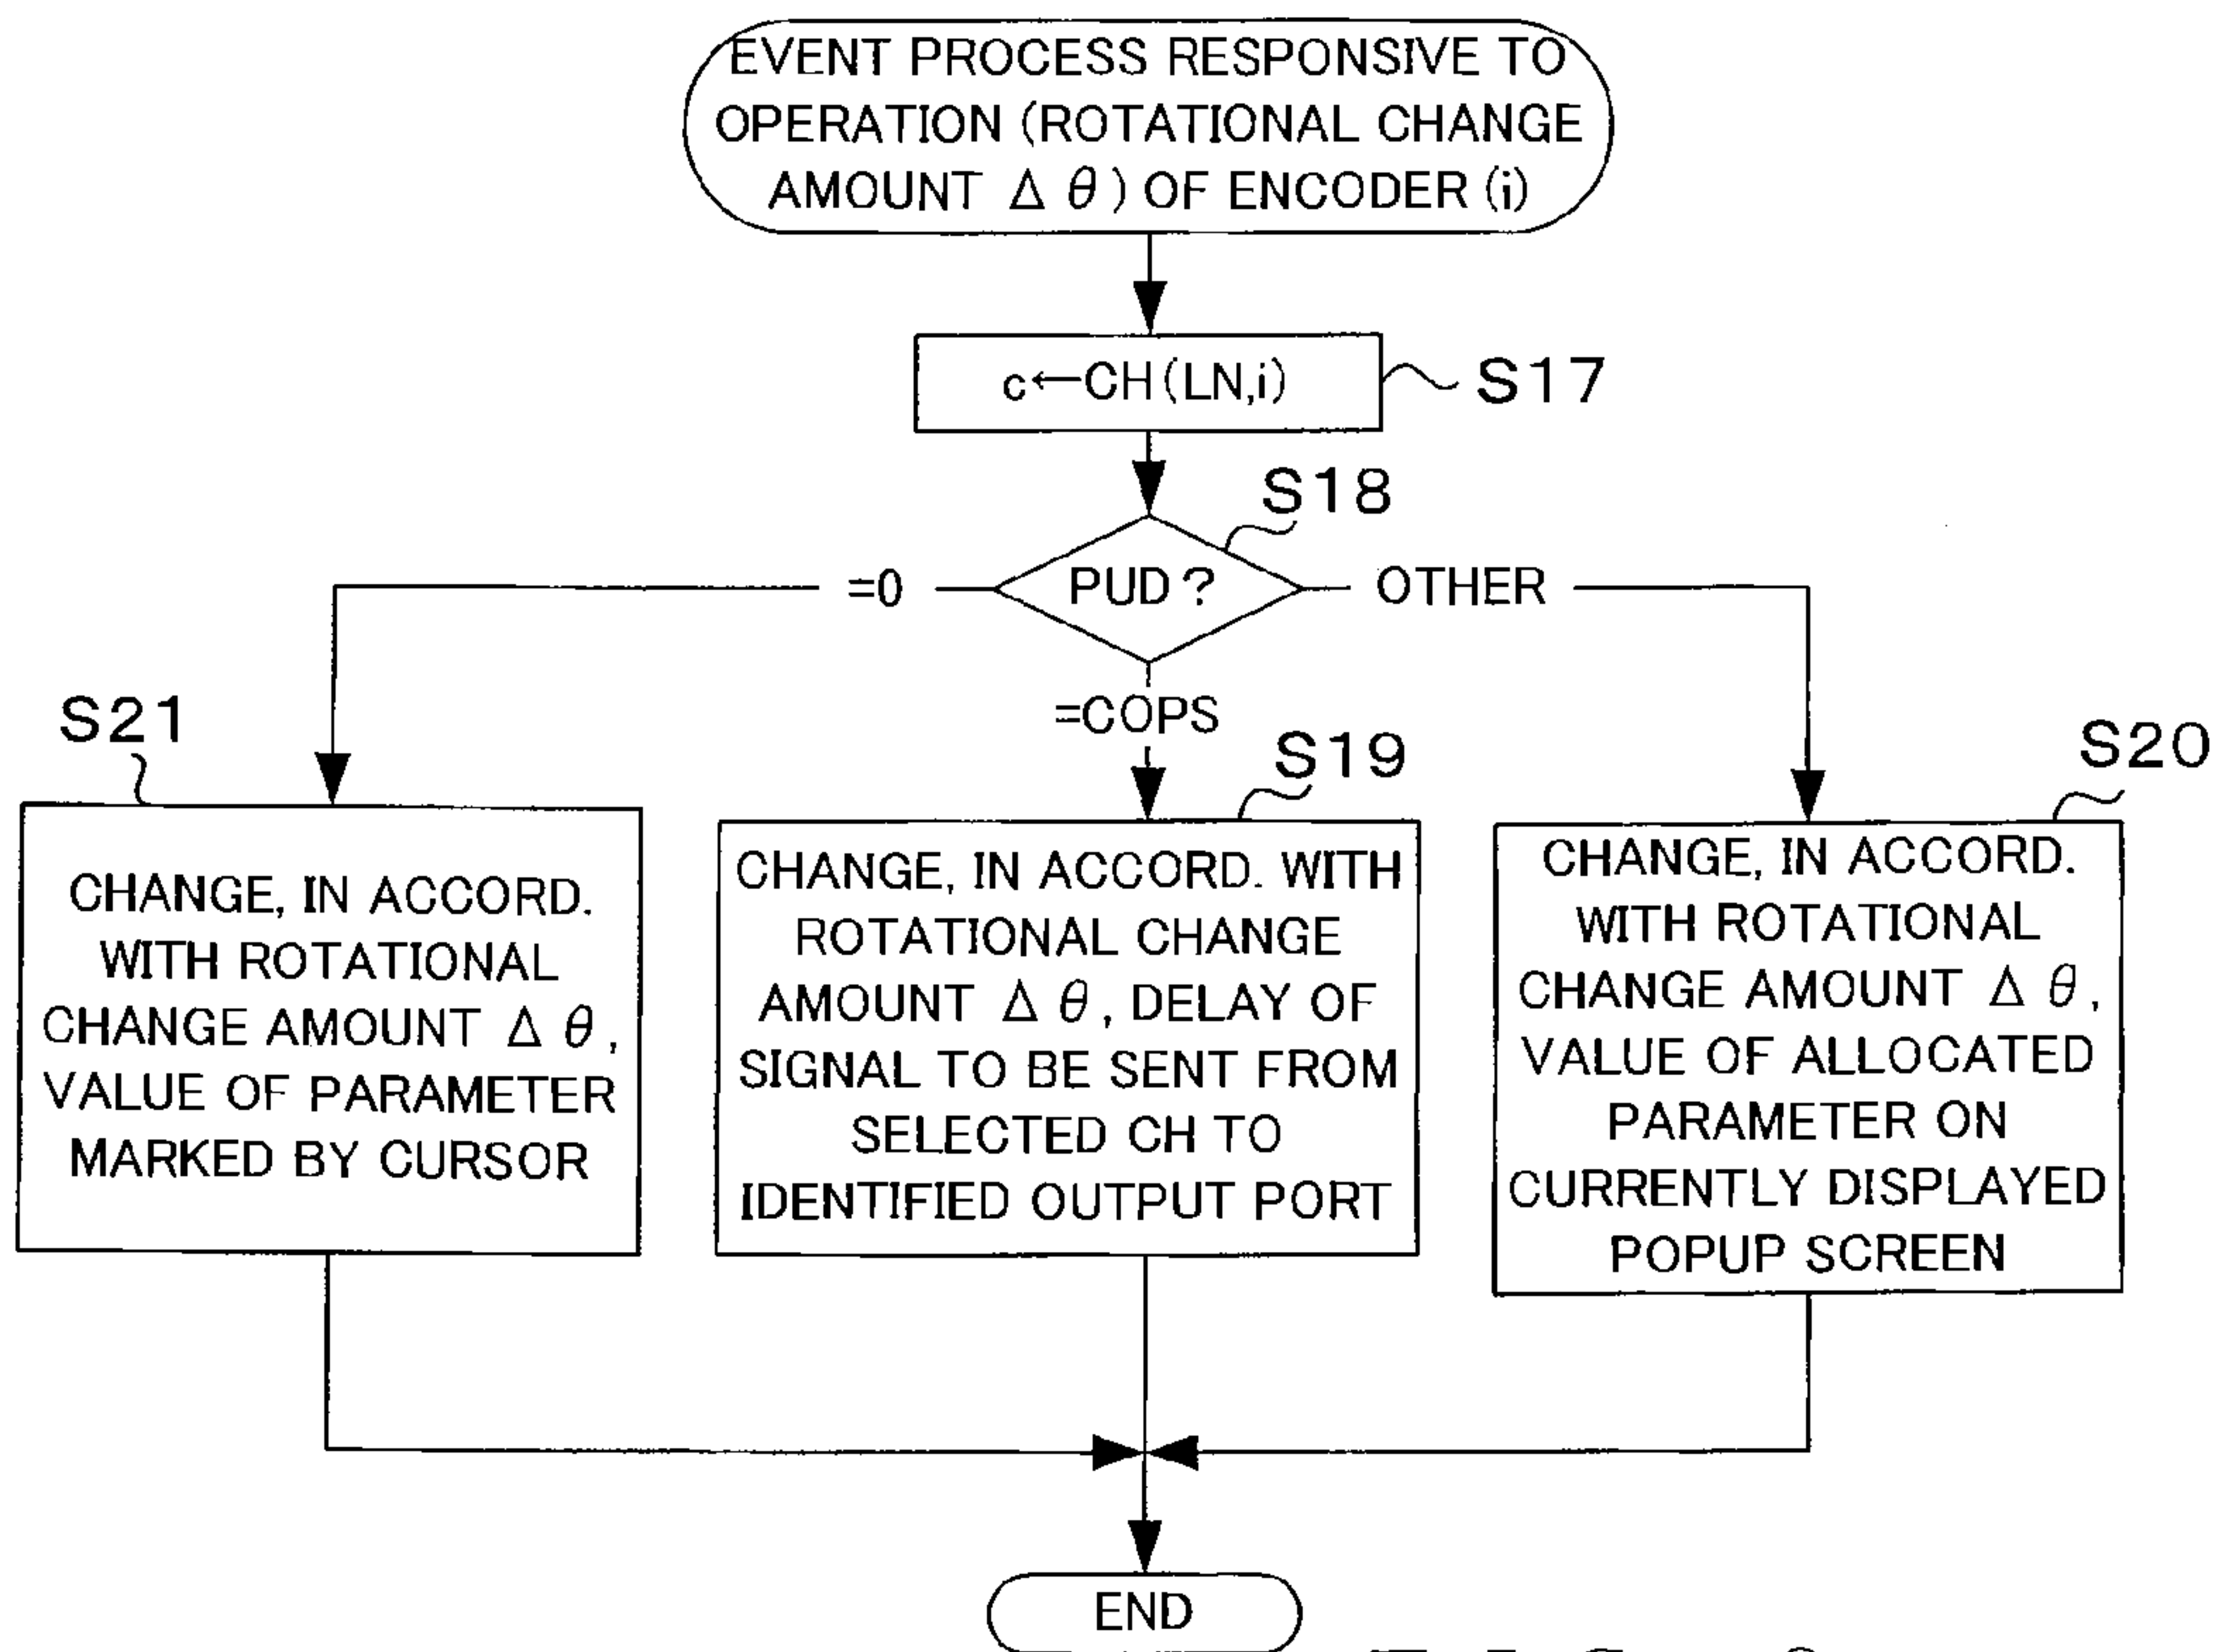 EVENT PROCESS RESPONSIVE TO
OPERATION (ROTATIONAL CHANGE
AMOUNT Δ θ) OF ENCODER (i)
c←CH(LN,i)
S17
S18
PUD?
=0
OTHER
=COPS
S21
CHANGE, IN ACCORD.
WITH ROTATIONAL
CHANGE AMOUNT Δ θ,
VALUE OF PARAMETER
MARKED BY CURSOR
S19
CHANGE, IN ACCORD. WITH
ROTATIONAL CHANGE
AMOUNT Δ θ, DELAY OF
SIGNAL TO BE SENT FROM
SELECTED CH TO
IDENTIFIED OUTPUT PORT
S20
CHANGE, IN ACCORD.
WITH ROTATIONAL
CHANGE AMOUNT Δ θ,
VALUE OF ALLOCATED
PARAMETER ON
CURRENTLY DISPLAYED
POPUP SCREEN
END